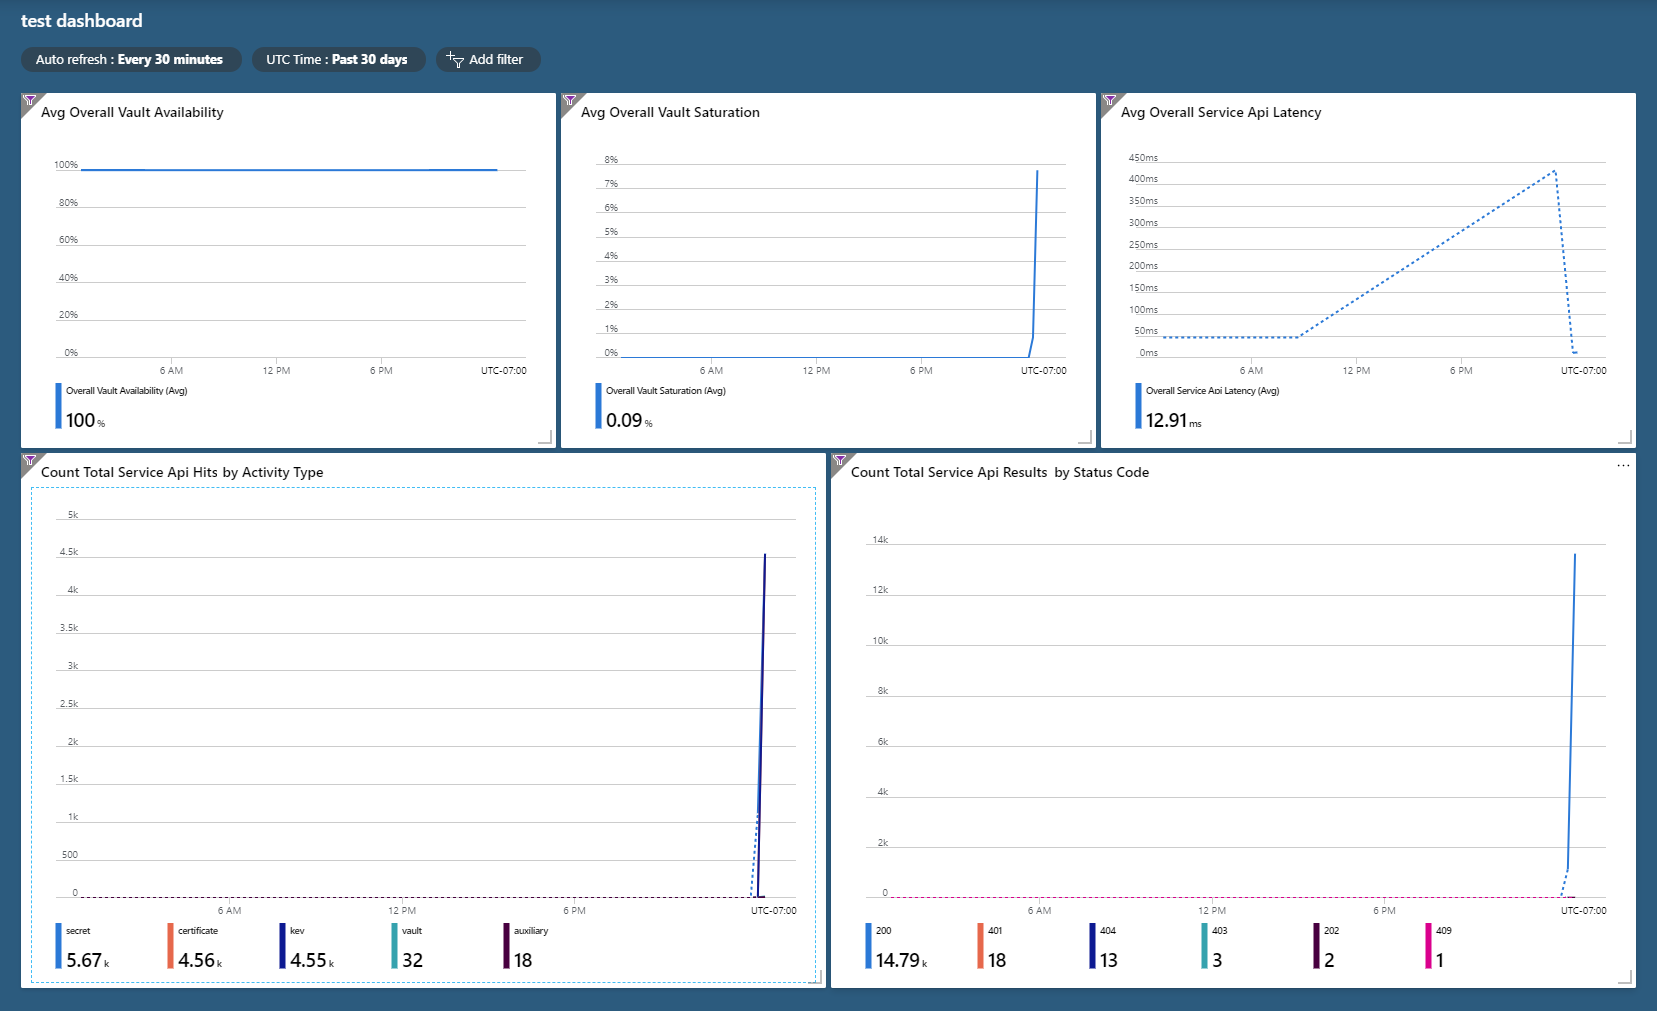 test dashboard
Auto refresh : Every 30 minutes
UTC Time : Past 30 days
Add filter
Avg Overall Vault Availability
100%
80%
60%
40%
20%
0%
6 AM 12 PM 6 PM UTC-07:00
Overall Vault Availability (Avg)
100 %
Avg Overall Vault Saturation
8%
7%
6%
5%
4%
3%
2%
1%
0%
6 AM 12 PM 6 PM UTC-07:00
Overall Vault Saturation (Avg)
0.09 %
Avg Overall Service Api Latency
450ms
400ms
350ms
300ms
250ms
200ms
150ms
100ms
50ms
0ms
6 AM 12 PM 6 PM UTC-07:00
Overall Service Api Latency (Avg)
12.91 ms
Count Total Service Api Hits by Activity Type
5k
4.5k
4k
3.5k
3k
2.5k
2k
1.5k
1k
500
0
6 AM 12 PM 6 PM UTC-07:00
secret certificate key vault auxiliary
5.67 k 4.56 k 4.55 k 32 18
Count Total Service Api Results by Status Code
...
14k
12k
10k
8k
6k
4k
2k
0
6 AM 12 PM 6 PM UTC-07:00
200 401 404 403 202 409
14.79 k 18 13 3 2 1